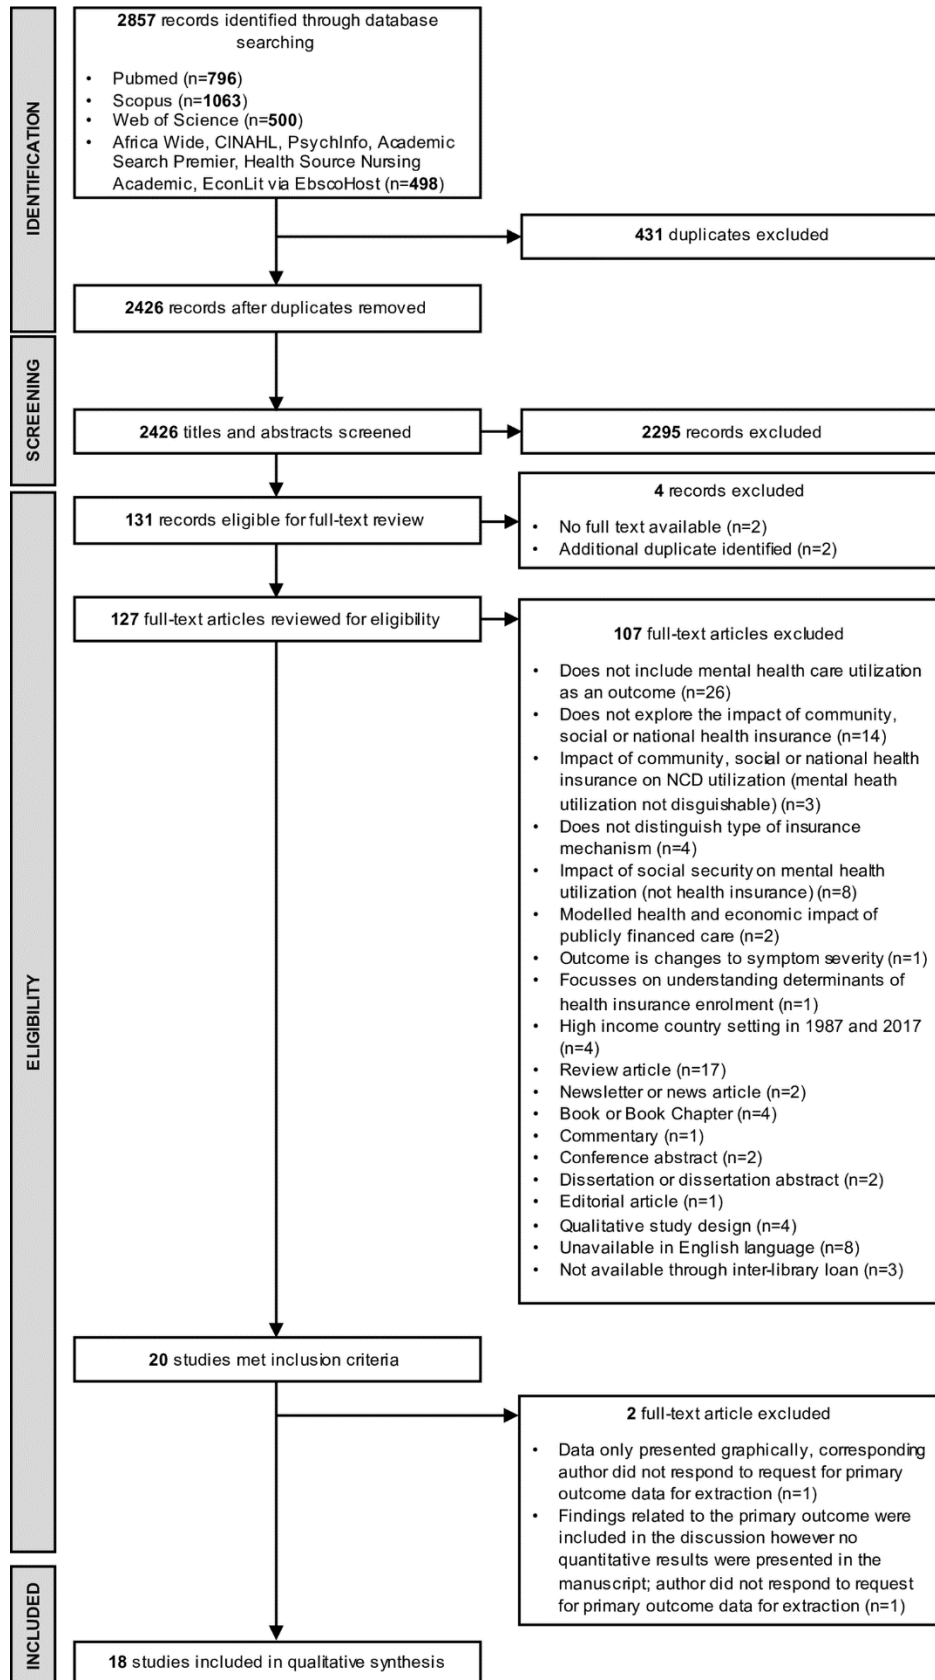 IDENTIFICATION
2857 records identified through database
searching
• Pubmed (n=796)
• Scopus (n=1063)
• Web of Science (n=500)
• Africa Wide, CINAHL, PsychInfo, Academic
Search Premier, Health Source Nursing
Academic, EconLit via EbscoHost (n=498)
431 duplicates excluded
2426 records after duplicates removed
SCREENING
2426 titles and abstracts screened
2295 records excluded
ELIGIBILITY
131 records eligible for full-text review
4 records excluded
• No full text available (n=2)
• Additional duplicate identified (n=2)
127 full-text articles reviewed for eligibility
107 full-text articles excluded
• Does not include mental health care utilization
as an outcome (n=26)
• Does not explore the impact of community,
social or national health insurance (n=14)
• Impact of community, social or national health
insurance on NCD utilization (mental heath
utilization not disguishable) (n=3)
• Does not distinguish type of insurance
mechanism (n=4)
• Impact of social security on mental health
utilization (not health insurance) (n=8)
• Modelled health and economic impact of
publicly financed care (n=2)
• Outcome is changes to symptom severity (n=1)
• Focusses on understanding determinants of
health insurance enrolment (n=1)
• High income country setting in 1987 and 2017
(n=4)
• Review article (n=17)
• Newsletter or news article (n=2)
• Book or Book Chapter (n=4)
• Commentary (n=1)
• Conference abstract (n=2)
• Dissertation or dissertation abstract (n=2)
• Editorial article (n=1)
• Qualitative study design (n=4)
• Unavailable in English language (n=8)
• Not available through inter-library loan (n=3)
20 studies met inclusion criteria
2 full-text article excluded
• Data only presented graphically, corresponding
author did not respond to request for primary
outcome data for extraction (n=1)
• Findings related to the primary outcome were
included in the discussion however no
quantitative results were presented in the
manuscript; author did not respond to request
for primary outcome data for extraction (n=1)
INCLUDED
18 studies included in qualitative synthesis